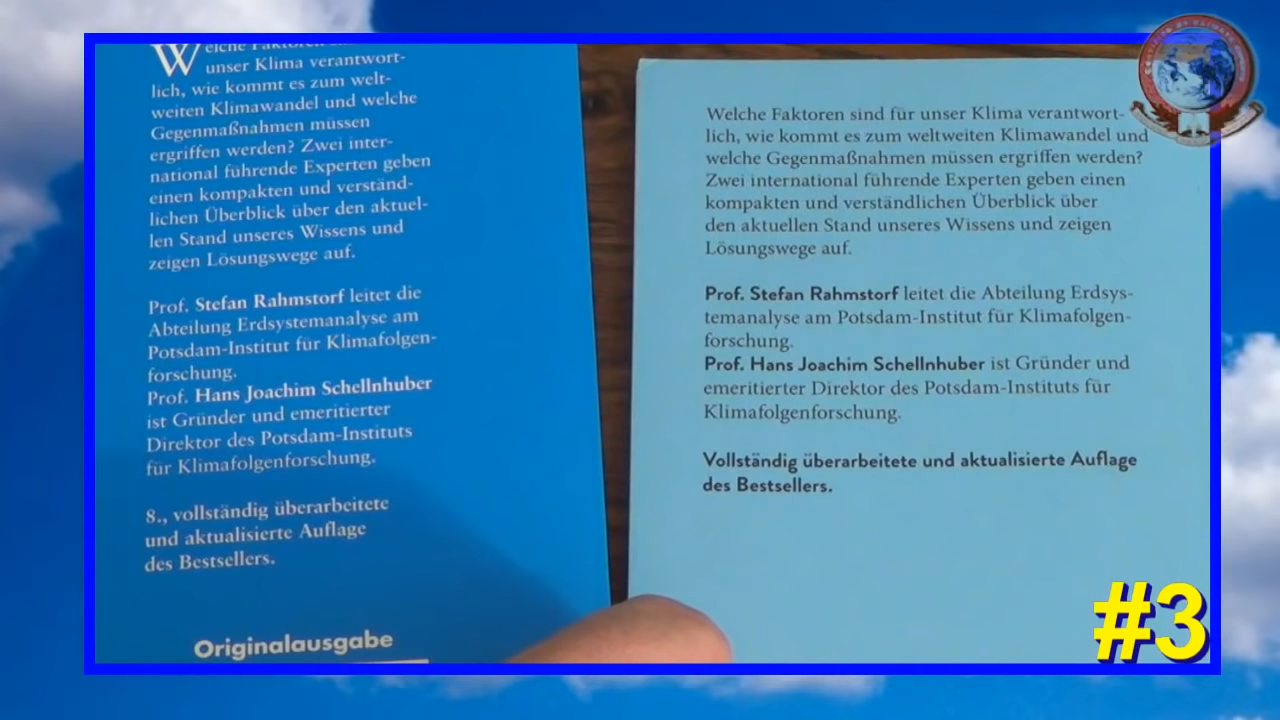 Welche Faktoren
unser Klima verantwort-
lich, wie kommt es zum welt-
weiten Klimawandel und welche
Gegenmaßnahmen müssen
ergriffen werden? Zwei inter-
national führende Experten geben
einen kompakten und verständ-
lichen Überblick über den aktuel-
len Stand unseres Wissens und
zeigen Lösungswege auf.
Prof. Stefan Rahmstorf leitet die
Abteilung Erdsystemanalyse am
Potsdam-Institut für Klimafolgen-
forschung.
Prof. Hans Joachim Schellnhuber
ist Gründer und emeritierter
Direktor des Potsdam-Instituts
für Klimafolgenforschung.
8., vollständig überarbeitete
und aktualisierte Auflage
des Bestsellers.
Originalausgabe
Welche Faktoren sind für unser Klima verantwort-
lich, wie kommt es zum weltweiten Klimawandel und
welche Gegenmaßnahmen müssen ergriffen werden?
Zwei international führende Experten geben einen
kompakten und verständlichen Überblick über
den aktuellen Stand unseres Wissens und zeigen
Lösungswege auf.
Prof. Stefan Rahmstorf leitet die Abteilung Erdsys-
temanalyse am Potsdam-Institut für Klimafolgen-
forschung.
Prof. Hans Joachim Schellnhuber ist Gründer und
emeritierter Direktor des Potsdam-Instituts für
Klimafolgenforschung.
Vollständig überarbeitete und aktualisierte Auflage
des Bestsellers.
#3